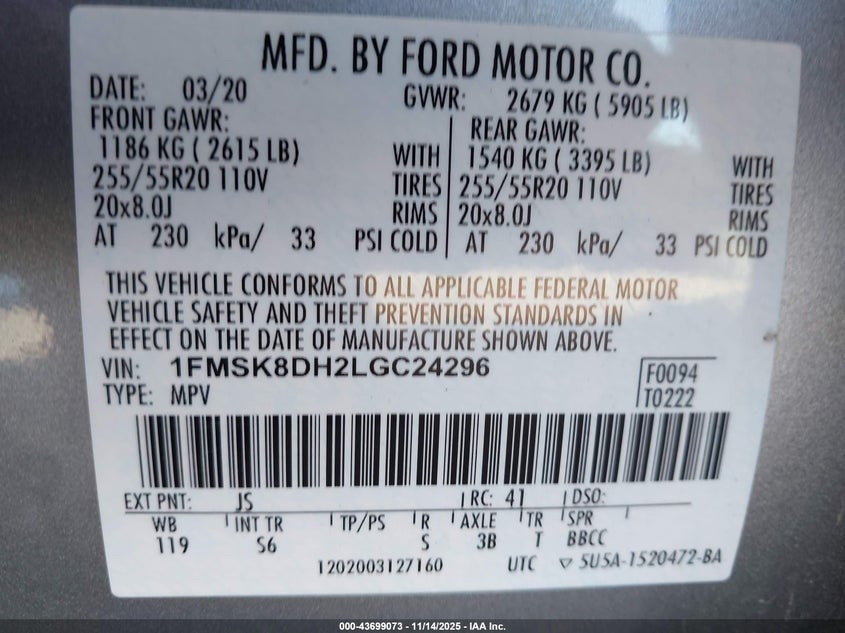 MFD. BY FORD MOTOR CO.
DATE: 03/20 GVWR: 2679 KG ( 5905 LB)
FRONT GAWR: REAR GAWR:
1186 KG ( 2615 LB) WITH 1540 KG ( 3395 LB) WITH
255/55R20 110V TIRES 255/55R20 110V TIRES
20x8.0J RIMS 20x8.0J RIMS
AT 230 kPa/ 33 PSI COLD AT 230 kPa/ 33 PSI COLD
THIS VEHICLE CONFORMS TO ALL APPLICABLE FEDERAL MOTOR
VEHICLE SAFETY AND THEFT PREVENTION STANDARDS IN
EFFECT ON THE DATE OF MANUFACTURE SHOWN ABOVE.
VIN: 1FMSK8DH2LGC24296 F0094
TYPE: MPV T0222
EXT PNT: JS RC: 41 DSO:
WB INT TR TP/PS R AXLE TR SPR
119 S6 S 3B T BBCC
1202003127160 UTC ▽ 5U5A-1520472-BA
000-43699073 - 11/14/2025 - IAA Inc.